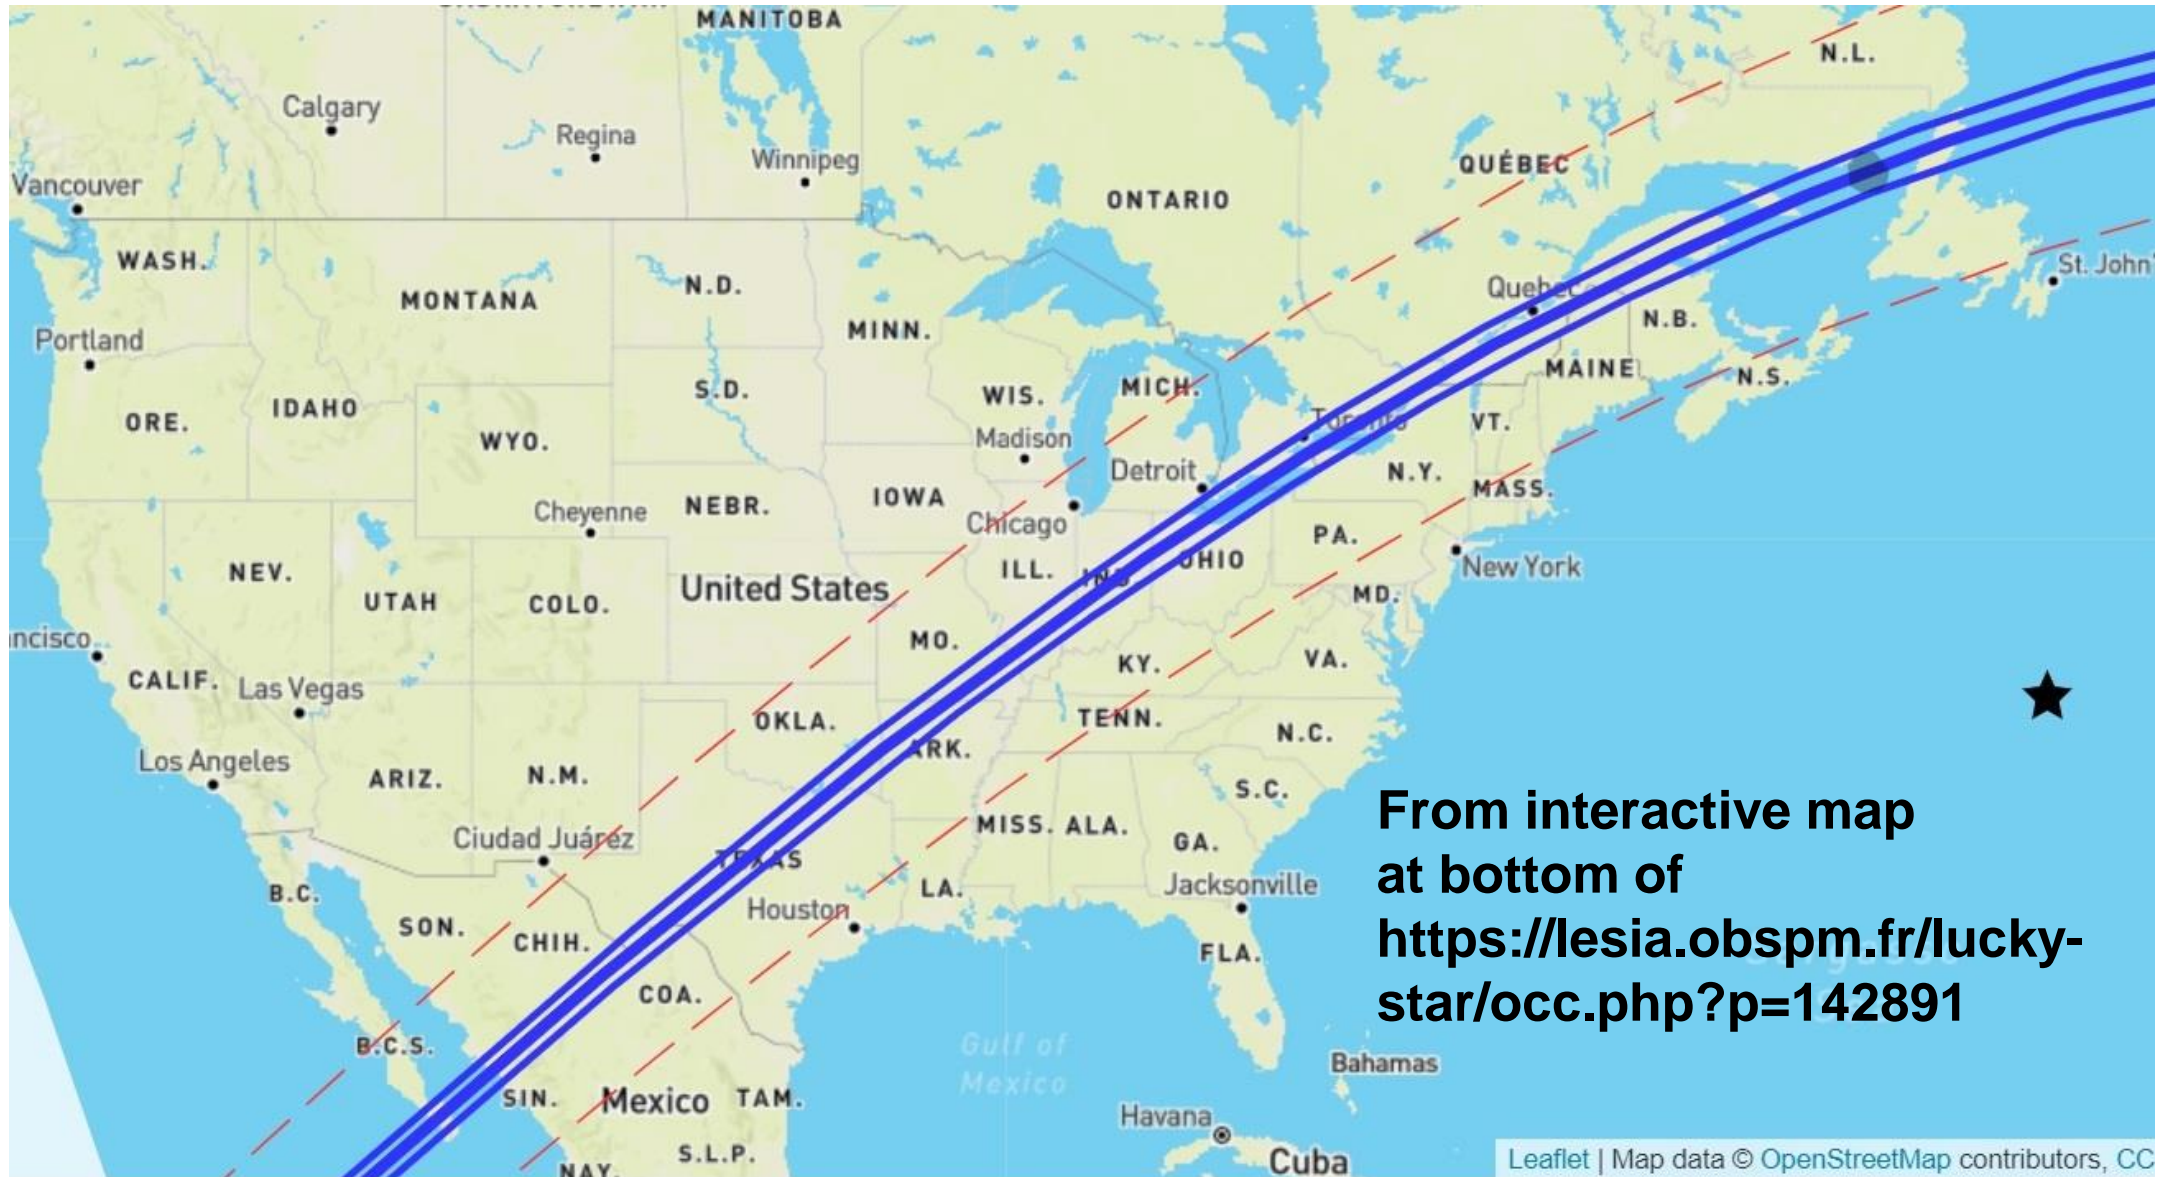 MANITOBA
N.L.
Calgary
Regina
Winnipeg
QUÉBEC
Vancouver
ONTARIO
WASH.
St. John'
N.D.
MONTANA
Quebec
N.B.
MINN.
Portland
MAINE
N.S.
S.D.
WIS.
MICH.
IDAHO
ORE.
Toronto
VT.
WYO.
Madison
Detroit
N.Y.
MASS.
IOWA
NEBR.
Cheyenne
Chicago
PA.
OHIO
New York
NEV.
ILL.
IND.
United States
UTAH
COLO.
MD.
ncisco
MO.
KY.
VA.
CALIF.
Las Vegas
OKLA.
TENN.
N.C.
ARK.
Los Angeles
ARIZ.
N.M.
S.C.
From interactive map
at bottom of
https://lesia.obspm.fr/lucky-
star/occ.php?p=142891
MISS.
ALA.
GA.
Ciudad Juárez
TEXAS
LA.
Jacksonville
B.C.
Houston
SON.
CHIH.
FLA.
COA.
B.C.S.
Gulf of
Mexico
Bahamas
SIN.
Mexico
TAM.
Havana
S.L.P.
NAY.
Cuba
Leaflet | Map data © OpenStreetMap contributors, CC